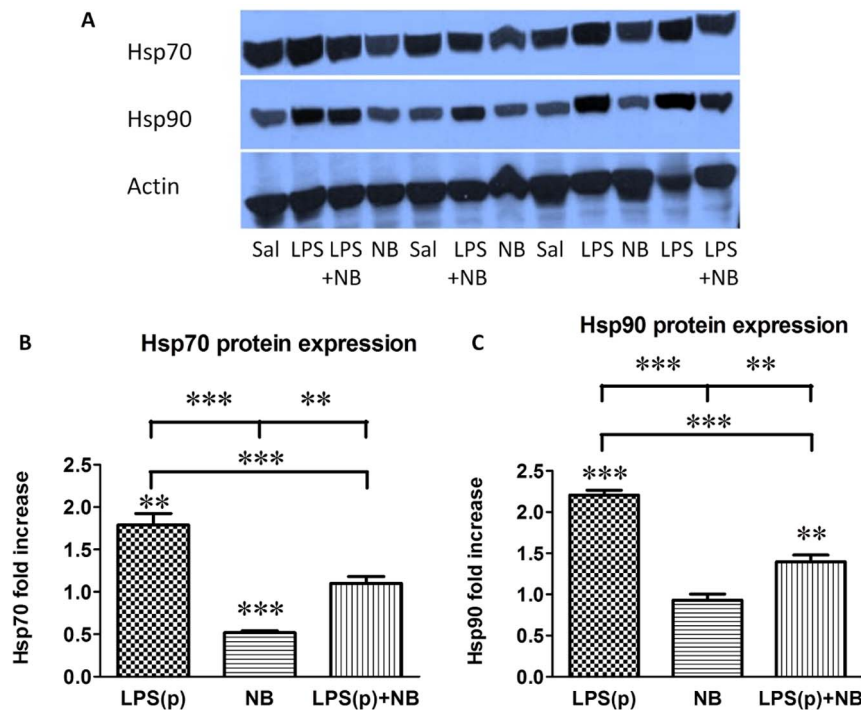 A
Hsp70
Hsp90
Actin
Sal LPS LPS NB Sal LPS NB Sal LPS NB LPS LPS
+NB +NB +NB
B
Hsp70 protein expression
*** **
***
Hsp70 fold increase
2.5
2.0
1.5
1.0
0.5
0.0
**
***
LPS(p) NB LPS(p)+NB
C
Hsp90 protein expression
*** **
***
Hsp90 fold increase
2.5
2.0
1.5
1.0
0.5
0.0
***
**
LPS(p) NB LPS(p)+NB